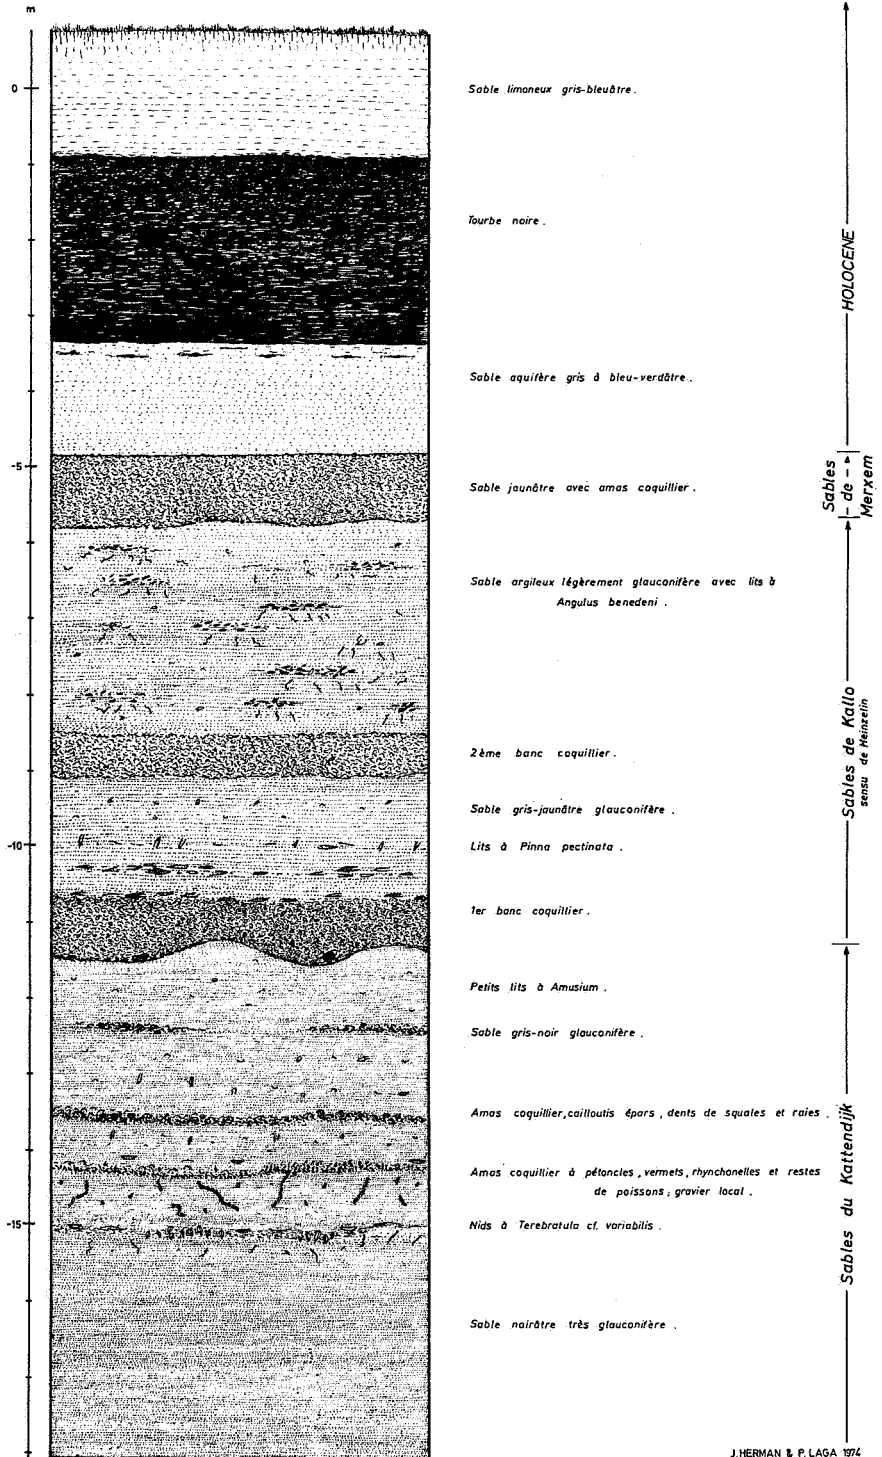 m
0
Sable limoneux gris-bleuâtre.
Tourbe noire.
HOLOCENE
Sable aquifère gris à bleu-verdâtre.
-5
Sable jaunâtre avec amas coquillier.
Sables
de
Merxem
Sable argileux légèrement glauconifère avec lits à
Angulus benedeni.
2ème banc coquillier.
Sables de Kallo
sensu de Heinzelin
Sable gris-jaunâtre glauconifère.
-10
Lits à Pinna pectinata.
1er banc coquillier.
Petits lits à Amusium.
Sable gris-noir glauconifère.
Amas coquillier, cailloutis épars, dents de squales et raies.
Amas coquillier à pétoncles, vermets, rhynchonelles et restes
de poissons; gravier local.
Sables du Kattendijk
-15
Nids à Terebratula cf. variabilis.
Sable noirâtre très glauconifère.
J.HERMAN & P. LAGA 1974